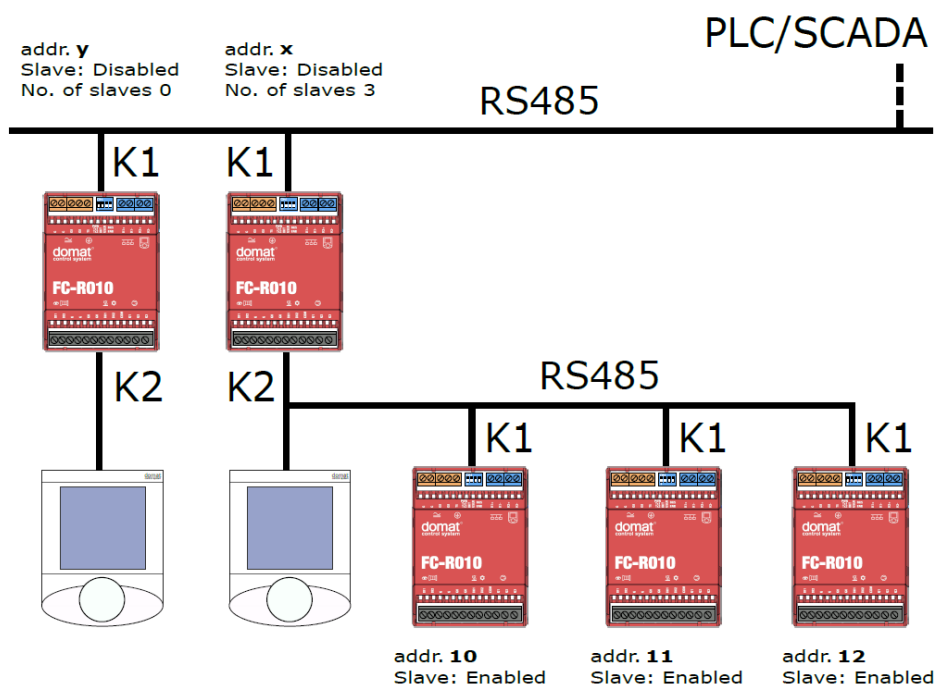 PLC/SCADA
addr. y
Slave: Disabled
No. of slaves 0
addr. x
Slave: Disabled
No. of slaves 3
RS485
K1
K1
domat
control system
FC-R010
domat
control system
FC-R010
K2
K2
RS485
K1
K1
K1
domat
domat
domat
control system
FC-R010
domat
control system
FC-R010
domat
control system
FC-R010
addr. 10
Slave: Enabled
addr. 11
Slave: Enabled
addr. 12
Slave: Enabled